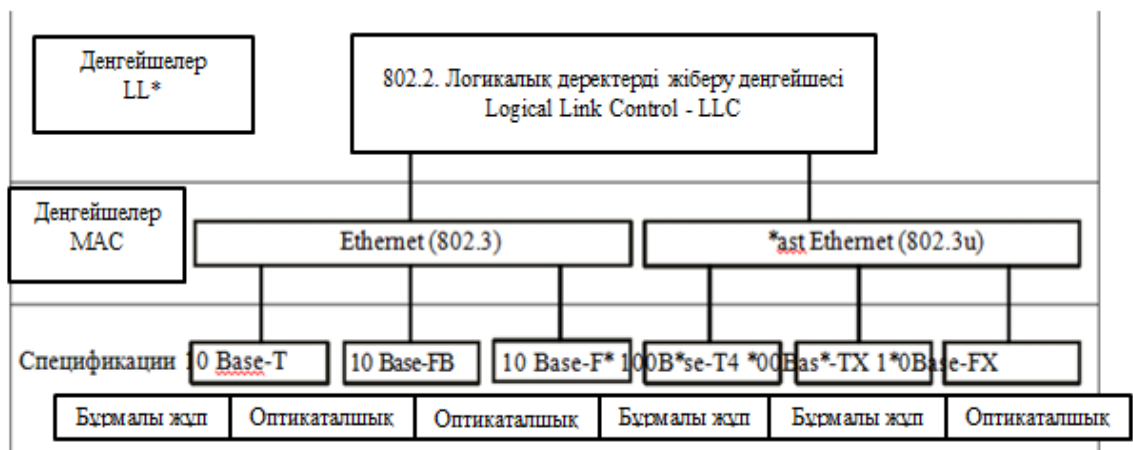 Деңгейшелер
LL*
802.2. Логикалық деректерді жіберу деңгейшесі
Logical Link Control - LLC
Деңгейшелер
MAC
Ethernet (802.3)
*ast Ethernet (802.3u)
Спецификации 10 Base-T 10 Base-FB 10 Base-F* 100B*se-T4 *00Bas*-TX 1*0Base-FX
Бұрмалы жұп Оптикаталшық Оптикаталшық Бұрмалы жұп Бұрмалы жұп Оптикаталшық